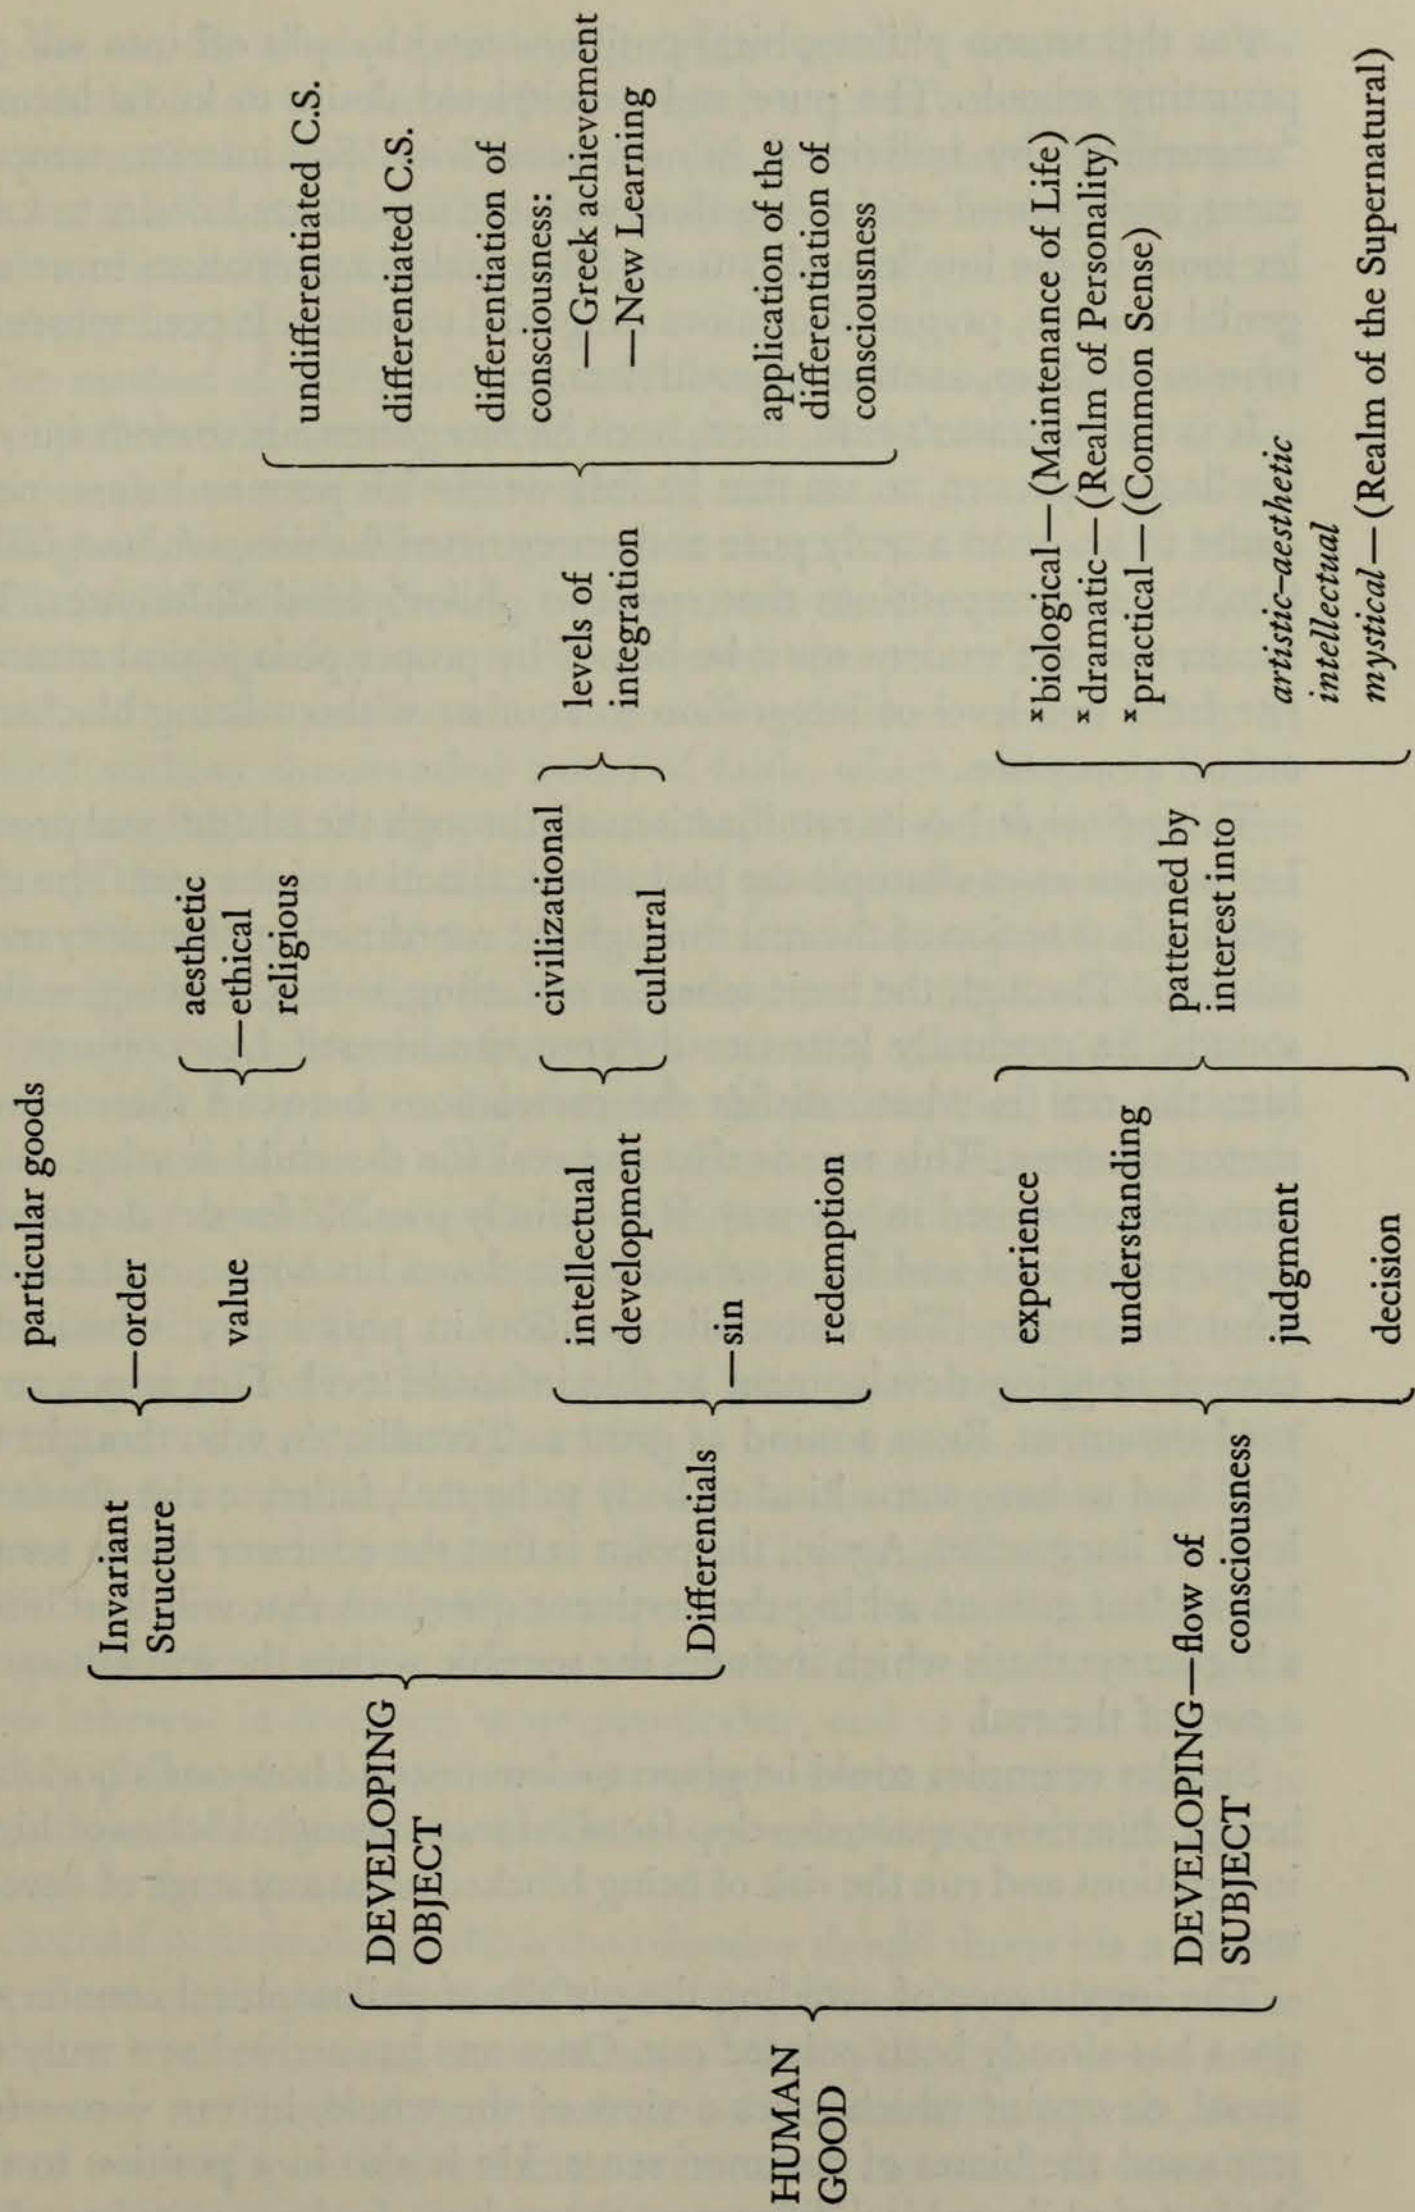 HUMAN
GOOD
DEVELOPING
OBJECT
Invariant
Structure
particular goods
—order
value
aesthetic
—ethical
religious
Differentials
intellectual
development
—sin
redemption
civilizational
cultural
levels of
integration
undifferentiated C.S.
differentiated C.S.
differentiation of
consciousness:
—Greek achievement
—New Learning
application of the
differentiation of
consciousness
DEVELOPING—flow of
SUBJECT consciousness
experience
understanding
judgment
decision
patterned by
interest into
ˣbiological—(Maintenance of Life)
ˣdramatic—(Realm of Personality)
ˣpractical—(Common Sense)
artistic–aesthetic
intellectual
mystical—(Realm of the Supernatural)